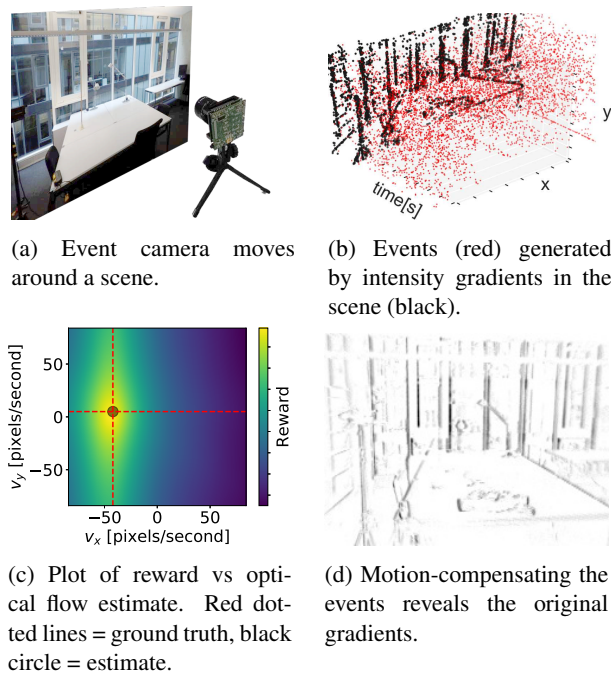 y
x
time[s]
(a) Event camera moves
around a scene.
(b) Events (red) generated
by intensity gradients in the
scene (black).
50
0
−50
v_y [pixels/second]
−50
0
50
v_x [pixels/second]
Reward
(c) Plot of reward vs opti-
cal flow estimate. Red dot-
ted lines = ground truth, black
circle = estimate.
(d) Motion-compensating the
events reveals the original
gradients.